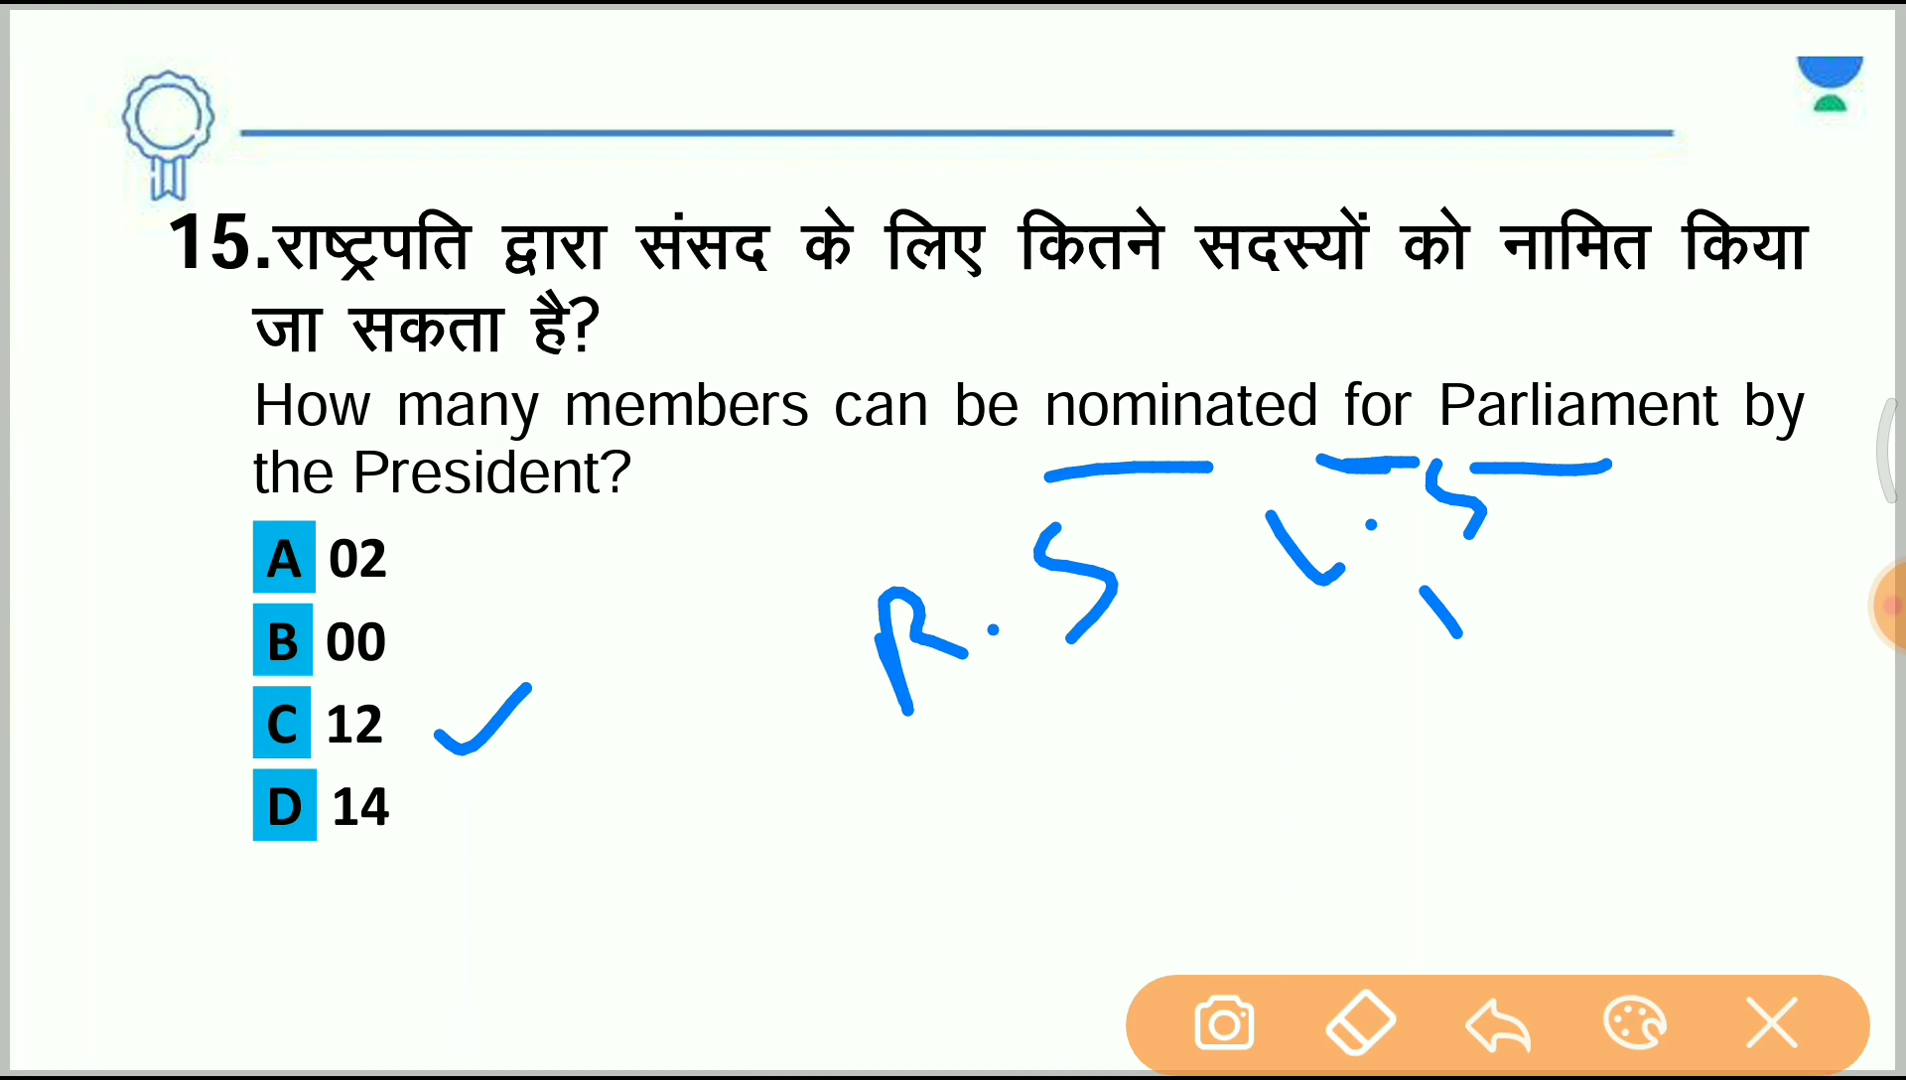 15.राष्ट्रपति द्वारा संसद के लिए कितने सदस्यों को नामित किया
जा सकता है?
How many members can be nominated for Parliament by
the President?
A 02
B 00
C 12
D 14
R.S L.S